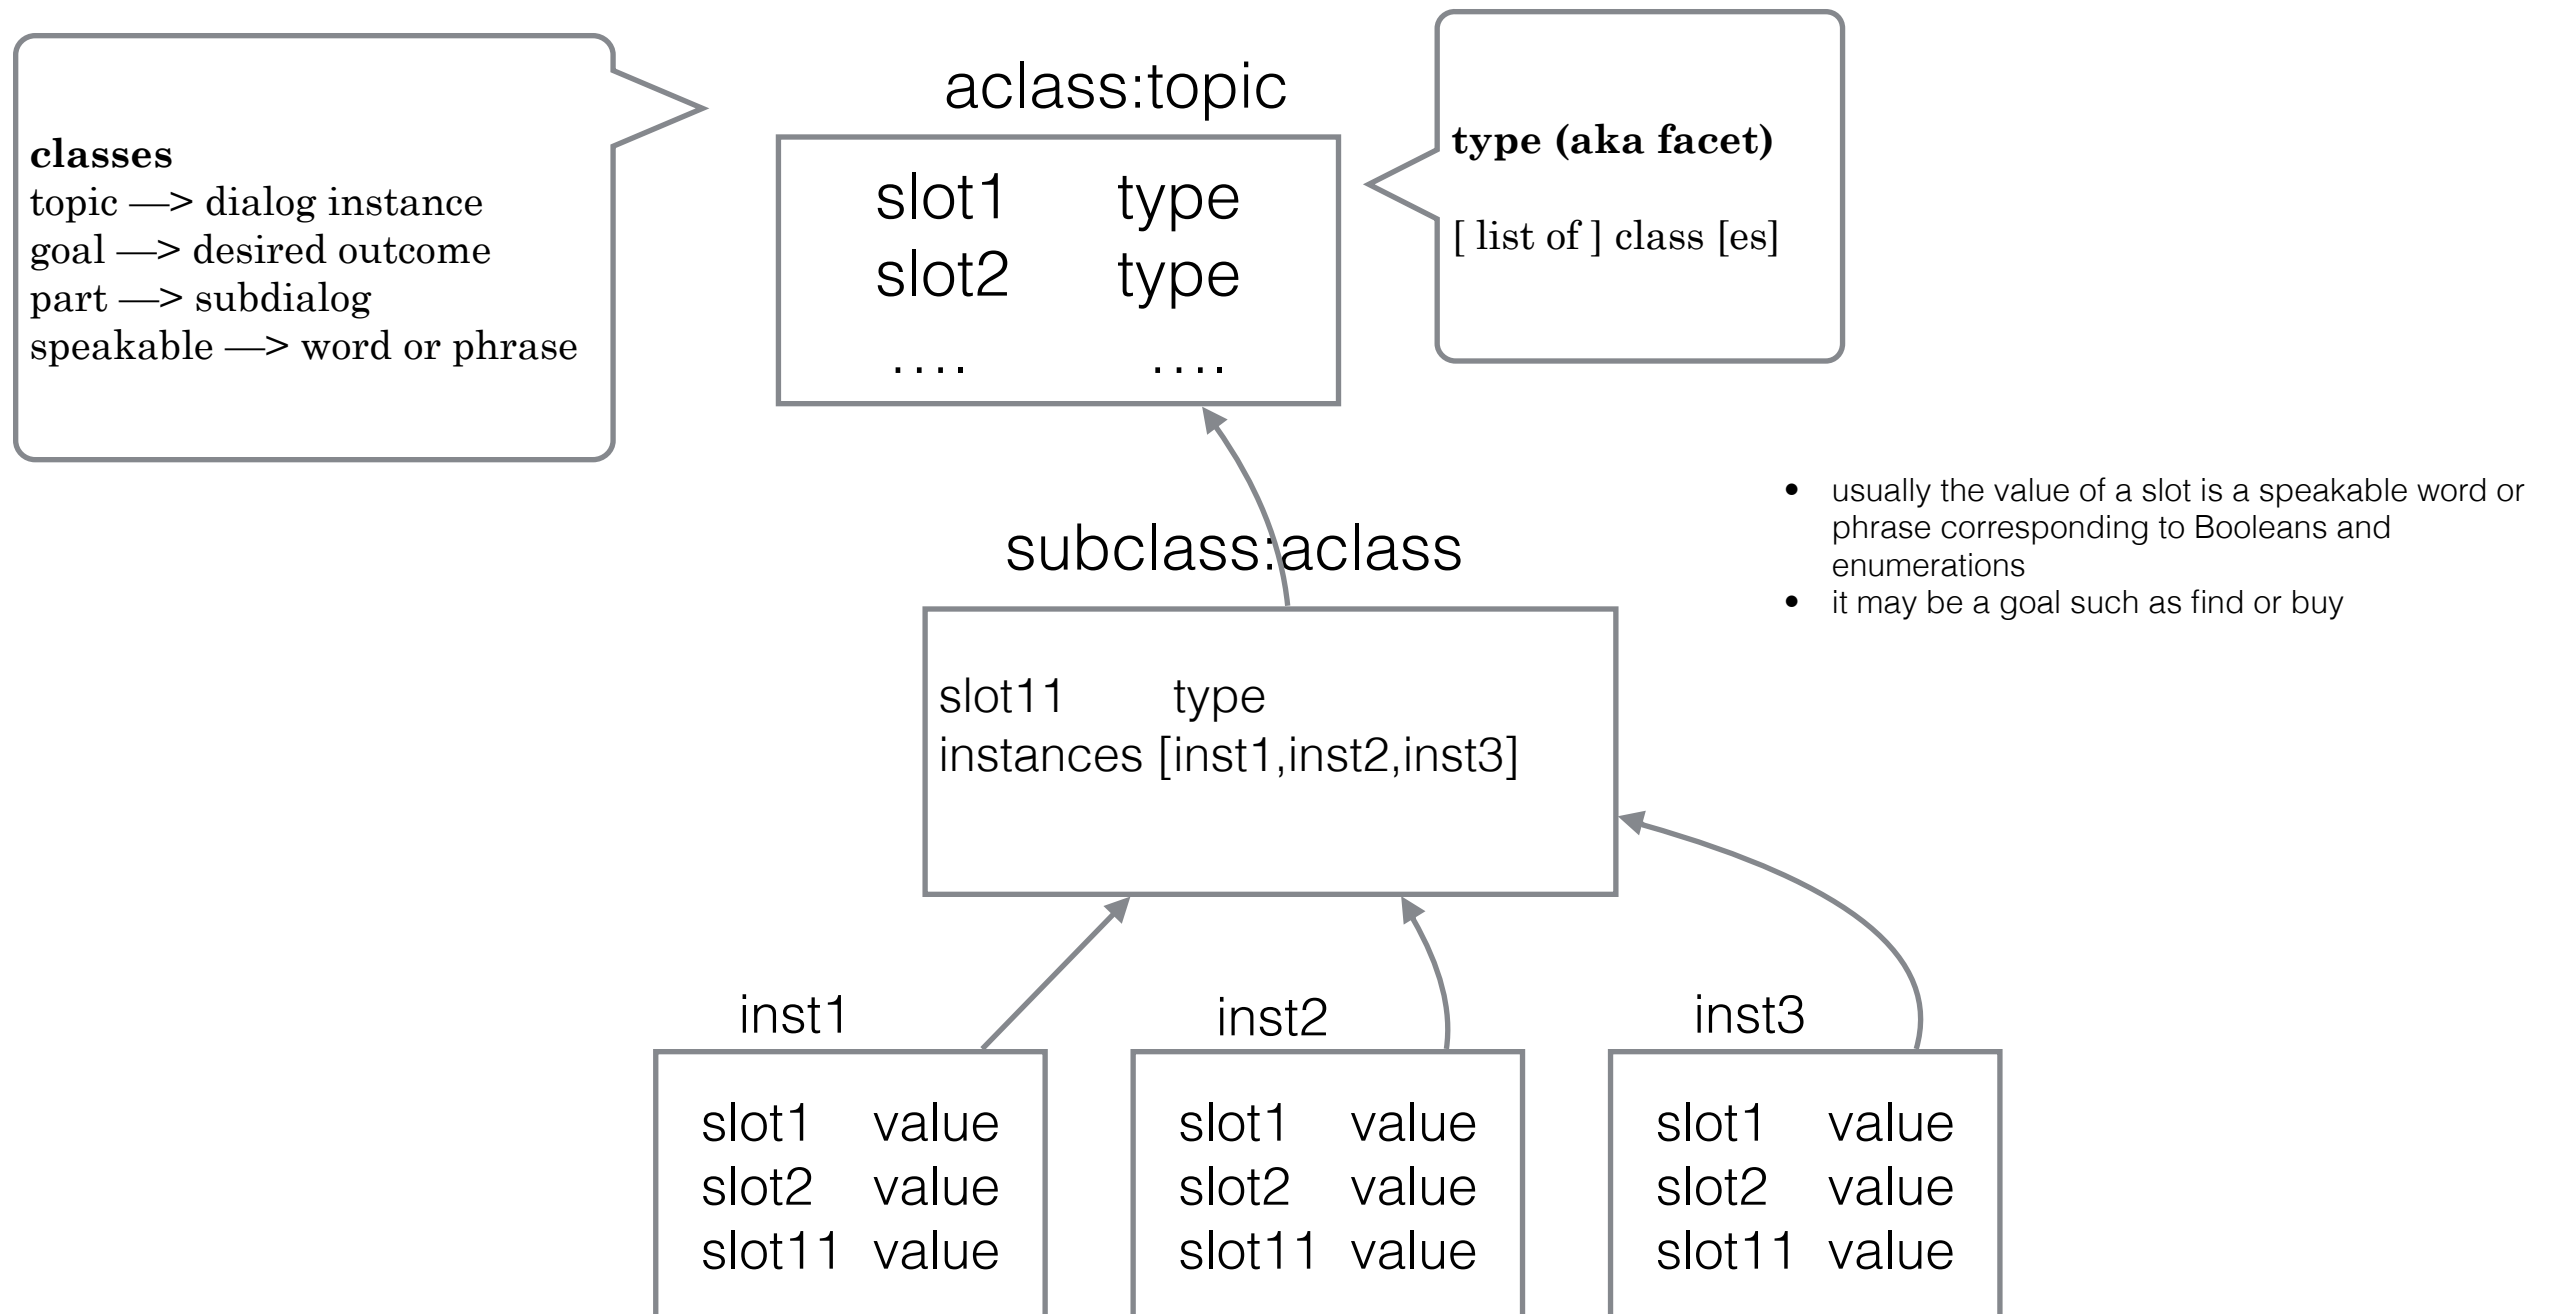 classes
topic —> dialog instance
goal —> desired outcome
part —> subdialog
speakable —> word or phrase
aclass:topic
slot1 type
slot2 type
.... ....
type (aka facet)
[ list of ] class [es]
subclass:aclass
slot11 type
instances [inst1,inst2,inst3]
• usually the value of a slot is a speakable word or
phrase corresponding to Booleans and
enumerations
• it may be a goal such as find or buy
inst1
slot1 value
slot2 value
slot11 value
inst2
slot1 value
slot2 value
slot11 value
inst3
slot1 value
slot2 value
slot11 value